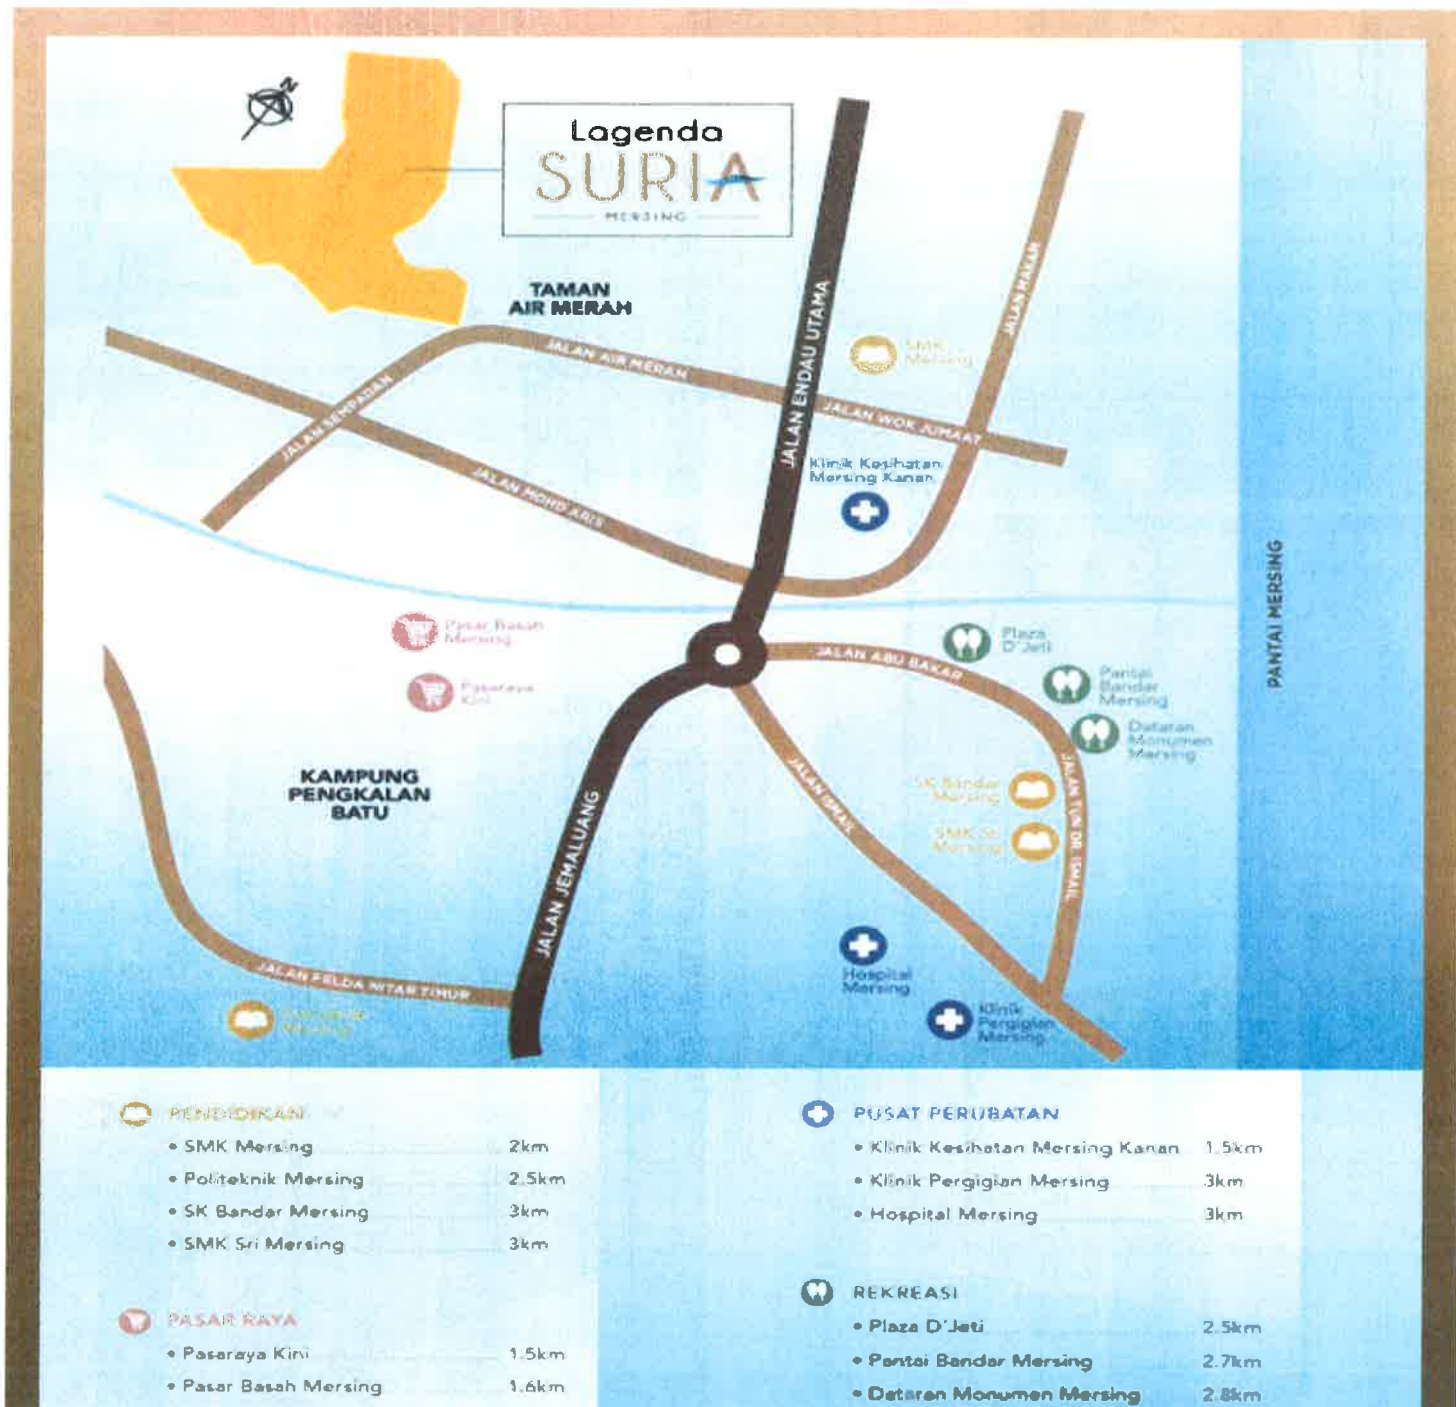 N
Lagenda
SURIA
MERSING
TAMAN
AIR MERAH
JALAN ENDAU UTAMA
JALAN MAKAR
SMK
Mersing
JALAN AIR MERAH
JALAN SEMPADAN
JALAN WOK JUMAAT
JALAN MOHD ARIS
Klinik Kesihatan
Mersing Kanan
PANTAI MERSING
Pasar Basah
Mersing
Plaza
D'Jeti
JALAN ABU BAKAR
Pasaraya
Kini
Pantai
Bandar
Mersing
Dataran
Monumen
Mersing
KAMPUNG
PENGKALAN
BATU
JALAN ISMAIL
JALAN TUN DR. ISMAIL
SK Bandar
Mersing
SMK Sri
Mersing
JALAN JEMALUANG
Hospital
Mersing
JALAN FELDA NITAR TIMUR
Politeknik
Mersing
Klinik
Pergigian
Mersing
PENDIDIKAN
• SMK Mersing 2km
• Politeknik Mersing 2.5km
• SK Bandar Mersing 3km
• SMK Sri Mersing 3km
PASAR RAYA
• Pasaraya Kini 1.5km
• Pasar Basah Mersing 1.6km
PUSAT PERUBATAN
• Klinik Kesihatan Mersing Kanan 1.5km
• Klinik Pergigian Mersing 3km
• Hospital Mersing 3km
REKREASI
• Plaza D'Jeti 2.5km
• Pantai Bandar Mersing 2.7km
• Dataran Monumen Mersing 2.8km